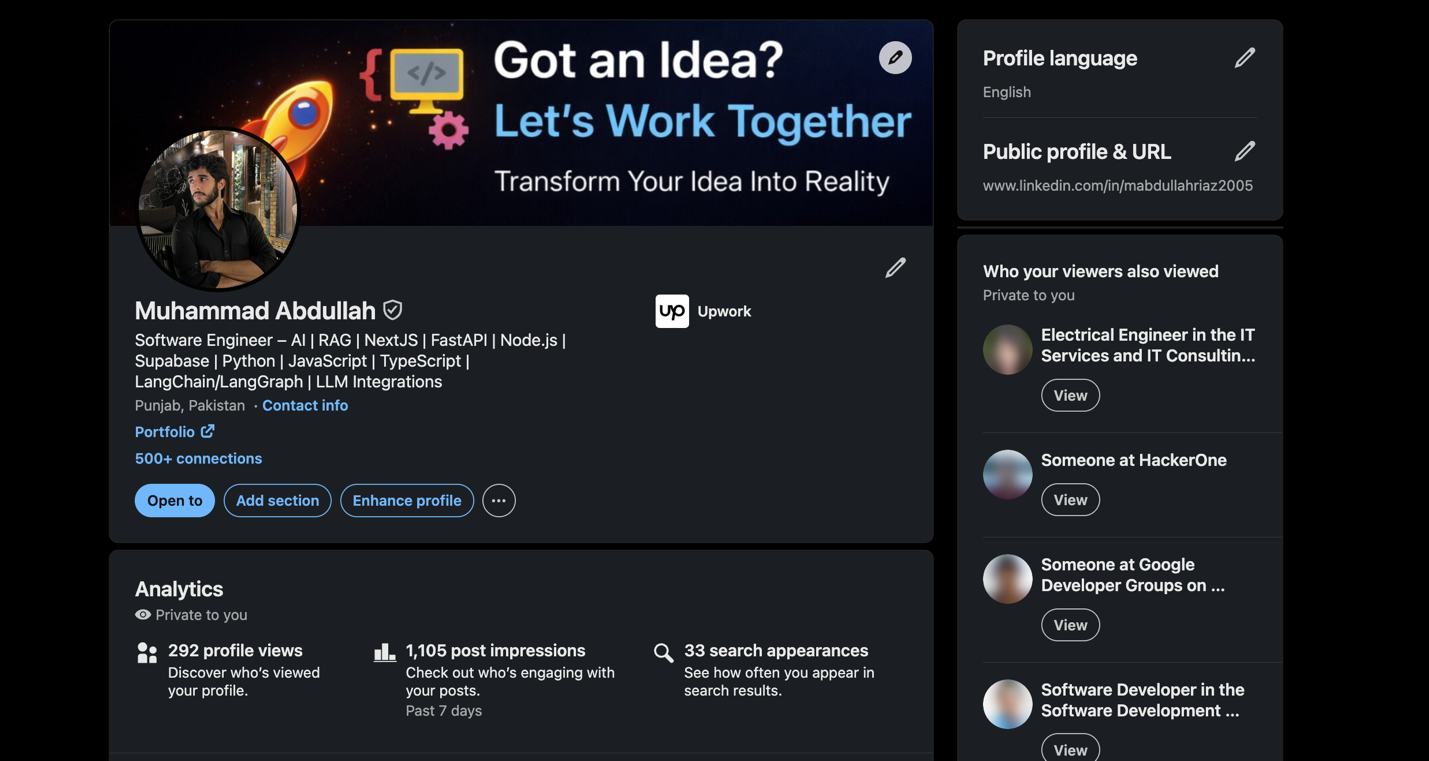 Got an Idea?
</>
Let's Work Together
Transform Your Idea Into Reality
Muhammad Abdullah
up Upwork
Software Engineer – AI | RAG | NextJS | FastAPI | Node.js |
Supabase | Python | JavaScript | TypeScript |
LangChain/LangGraph | LLM Integrations
Punjab, Pakistan · Contact info
Portfolio
500+ connections
Open to
Add section
Enhance profile
Analytics
Private to you
292 profile views
Discover who's viewed
your profile.
1,105 post impressions
Check out who's engaging with
your posts.
Past 7 days
33 search appearances
See how often you appear in
search results.
Profile language
English
Public profile & URL
www.linkedin.com/in/mabdullahriaz2005
Who your viewers also viewed
Private to you
Electrical Engineer in the IT
Services and IT Consultin...
View
Someone at HackerOne
View
Someone at Google
Developer Groups on ...
View
Software Developer in the
Software Development ...
View